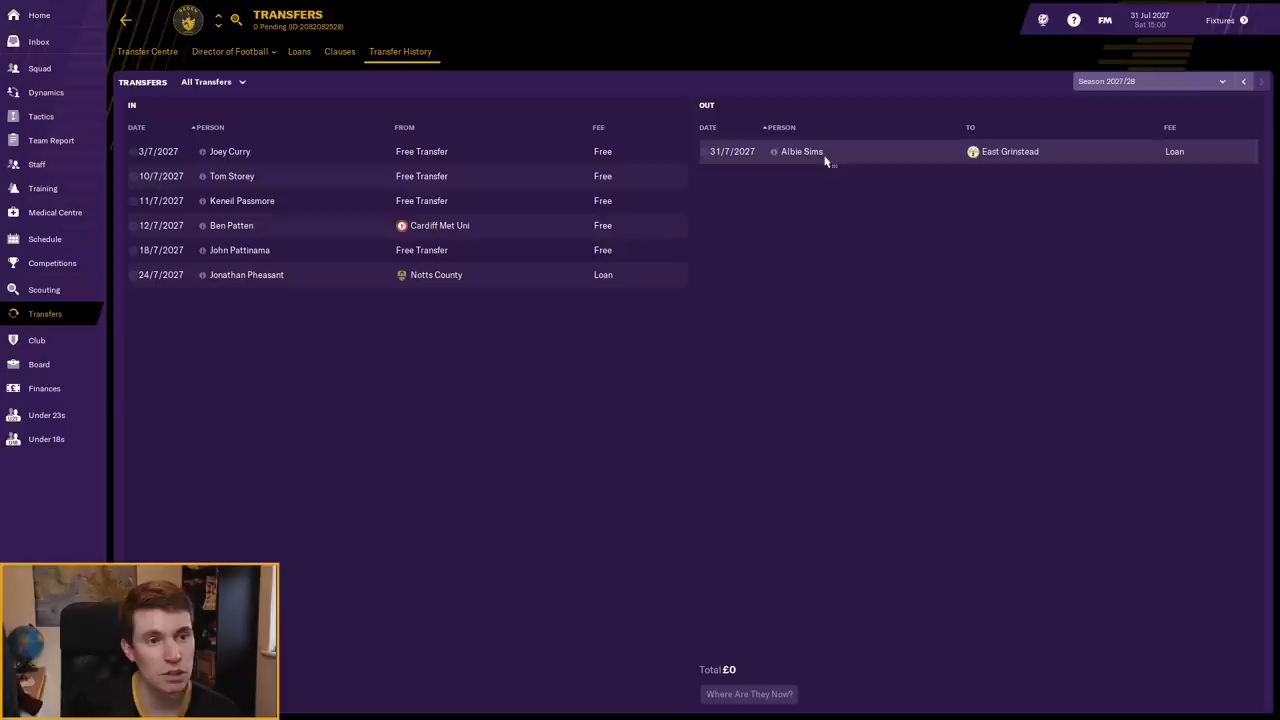 Home
Inbox
Squad
Dynamics
Tactics
Team Report
Staff
Training
Medical Centre
Schedule
Competitions
Scouting
Transfers
Club
Board
Finances
Under 23s
Under 18s
TRANSFERS
0 Pending (ID:2082082528)
FM
31 Jul 2027
Sat 15:00
Fixtures
Transfer Centre Director of Football Loans Clauses Transfer History
TRANSFERS All Transfers
Season 2027/28
IN
DATE PERSON FROM FEE
3/7/2027 Joey Curry Free Transfer Free
10/7/2027 Tom Storey Free Transfer Free
11/7/2027 Keneil Passmore Free Transfer Free
12/7/2027 Ben Patten Cardiff Met Uni Free
18/7/2027 John Pattinama Free Transfer Free
24/7/2027 Jonathan Pheasant Notts County Loan
OUT
DATE PERSON TO FEE
31/7/2027 Albie Sims East Grinstead Loan
Total £0
Where Are They Now?